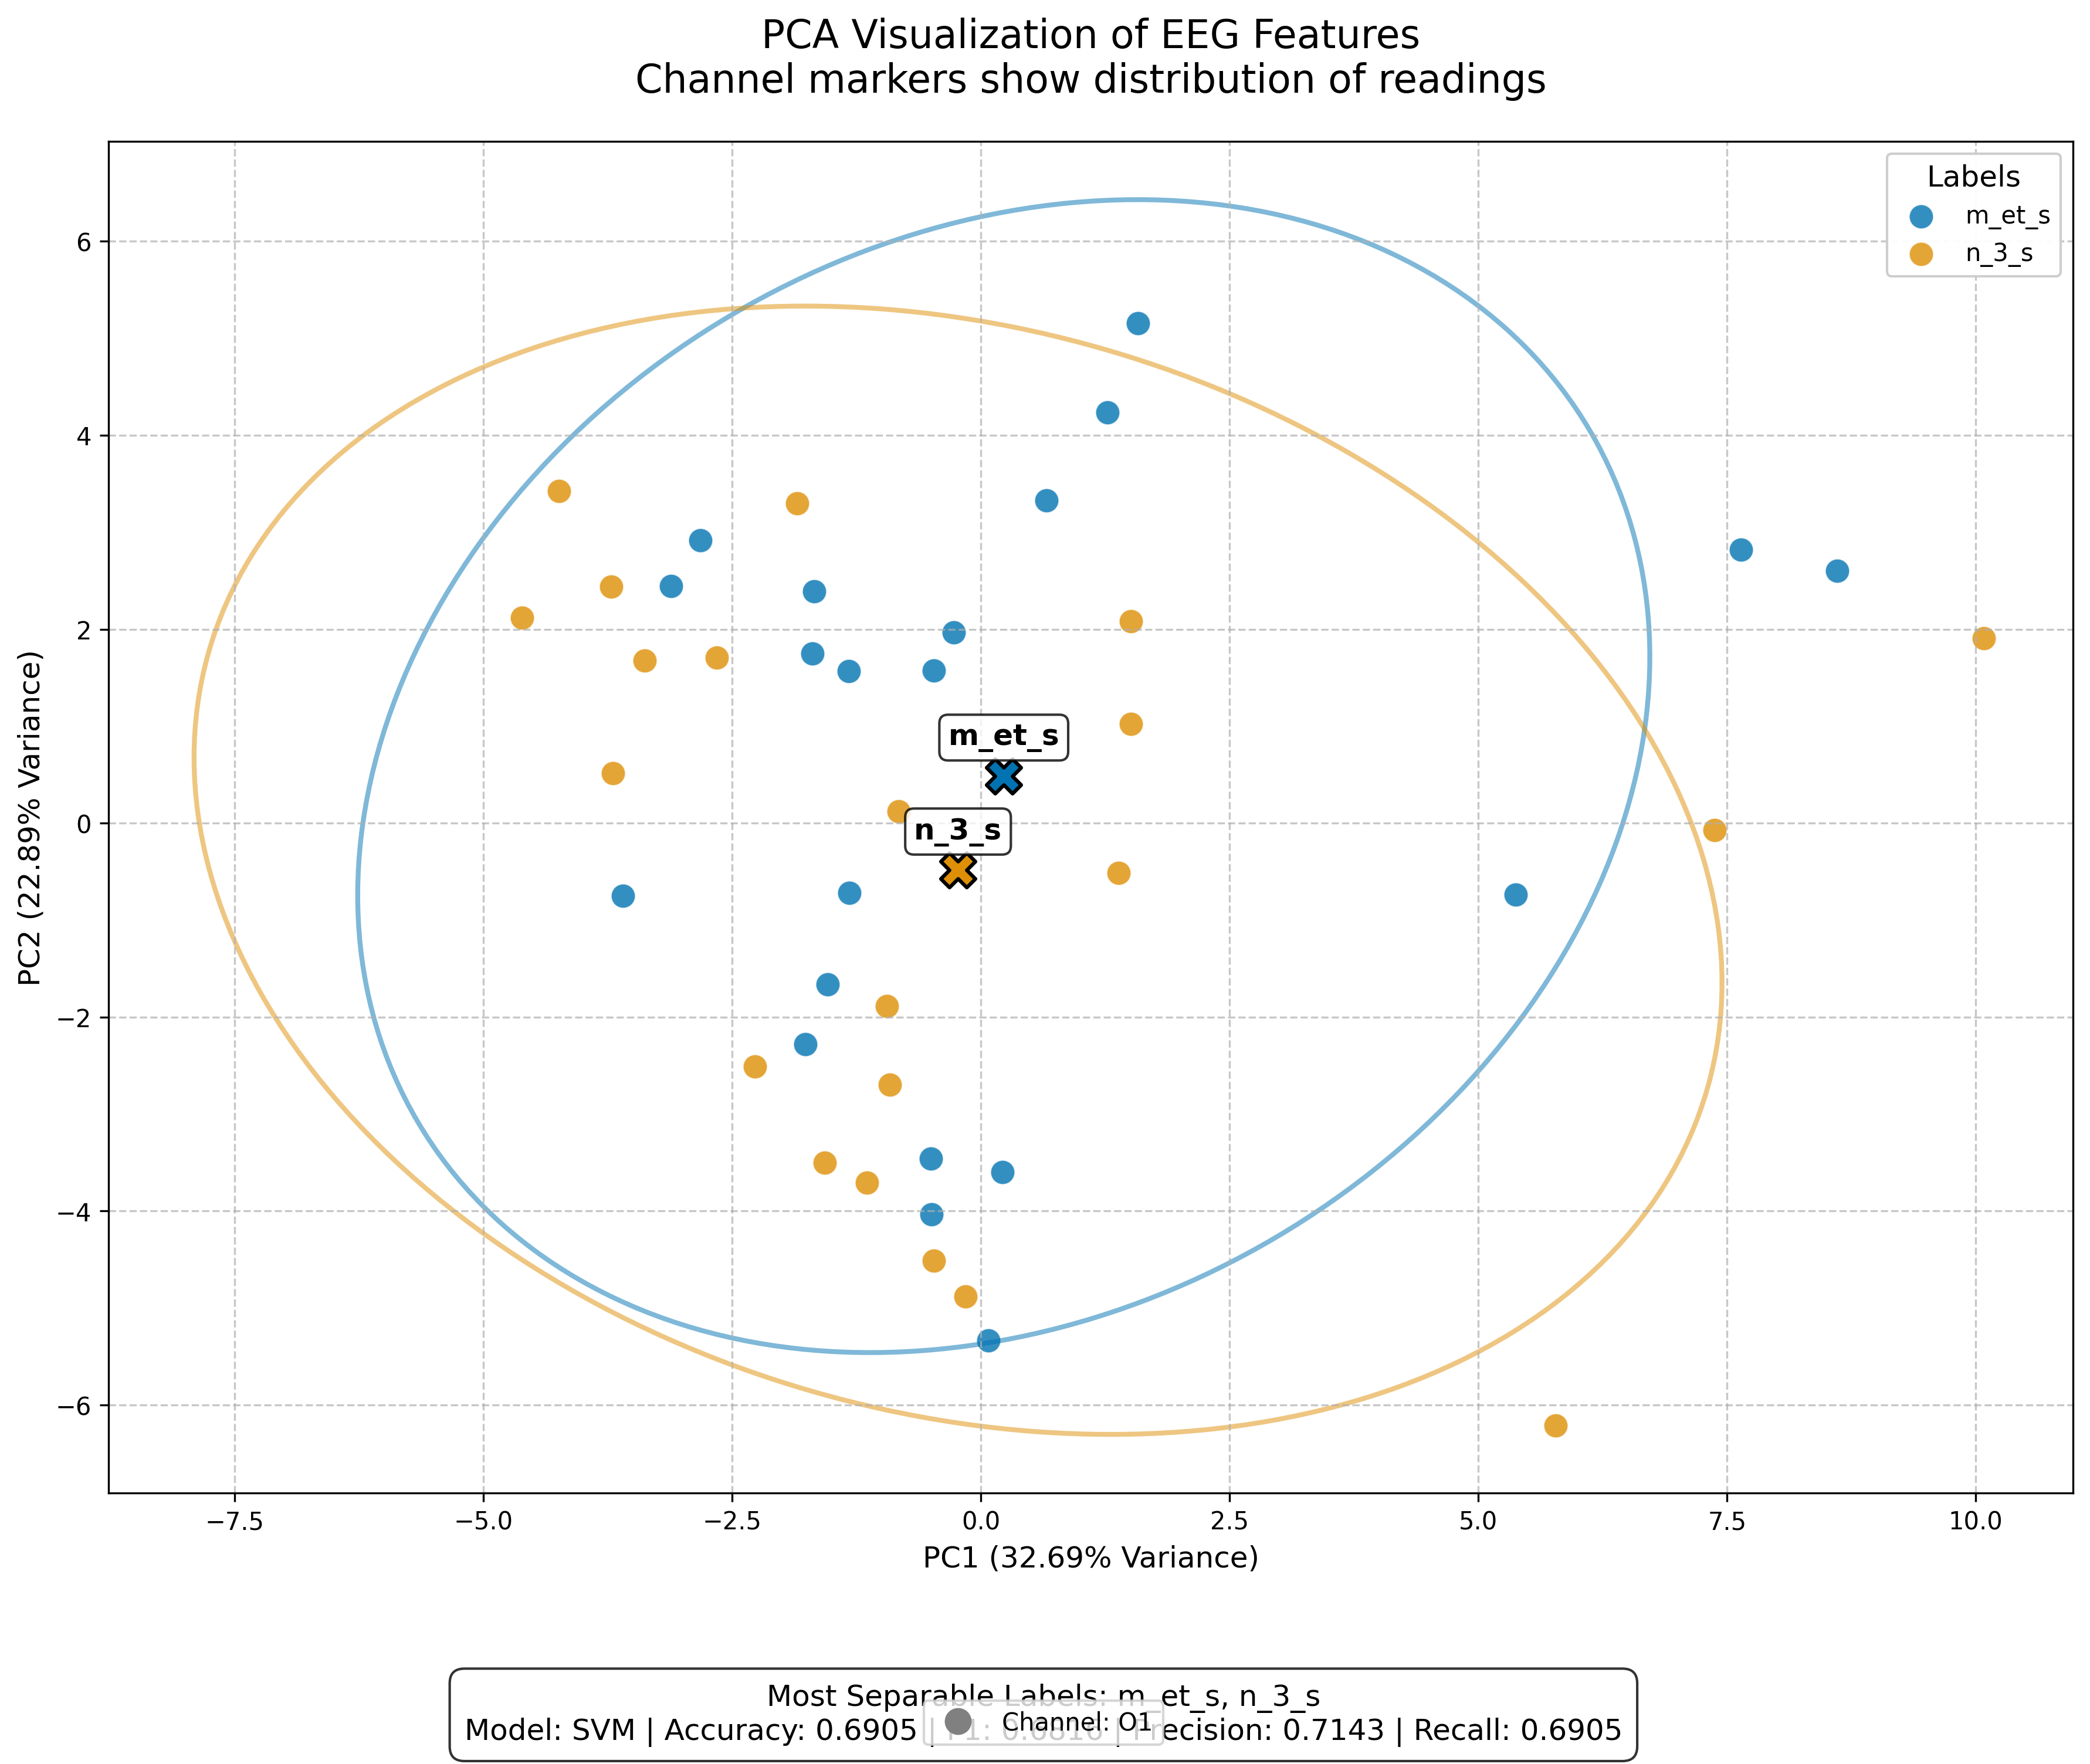 PCA Visualization of EEG Features
Channel markers show distribution of readings
Labels
m_et_s
n_3_s
6
4
2
0
−2
−4
−6
PC2 (22.89% Variance)
m_et_s
n_3_s
−7.5 −5.0 −2.5 0.0 2.5 5.0 7.5 10.0
PC1 (32.69% Variance)
Most Separable Labels: m_et_s, n_3_s
Model: SVM | Accuracy: 0.6905 | F1: 0.6816 | Precision: 0.7143 | Recall: 0.6905
Channel: O1